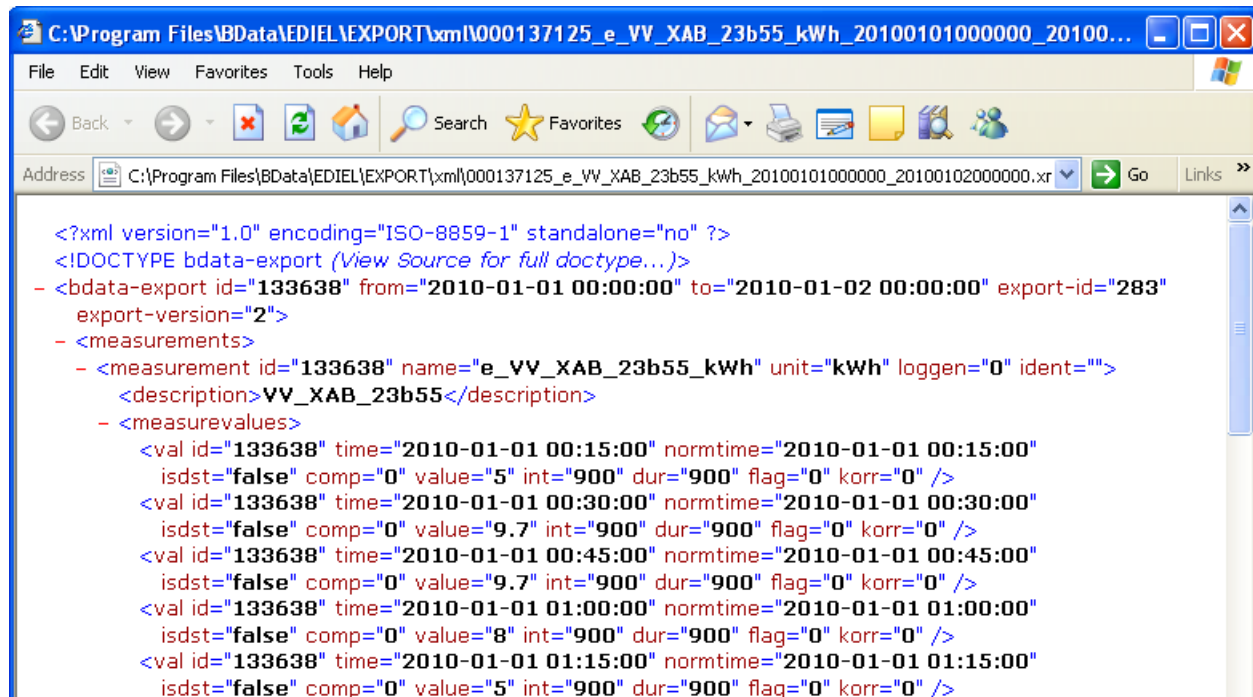 C:\Program Files\BData\EDIEL\EXPORT\xml\000137125_e_VV_XAB_23b55_kWh_20100101000000_20100...
File Edit View Favorites Tools Help
Back Search Favorites
Address C:\Program Files\BData\EDIEL\EXPORT\xml\000137125_e_VV_XAB_23b55_kWh_20100101000000_20100102000000.xr Go Links »
<?xml version="1.0" encoding="ISO-8859-1" standalone="no" ?>
<!DOCTYPE bdata-export (View Source for full doctype...)>
- <bdata-export id="133638" from="2010-01-01 00:00:00" to="2010-01-02 00:00:00" export-id="283"
export-version="2">
- <measurements>
- <measurement id="133638" name="e_VV_XAB_23b55_kWh" unit="kWh" loggen="0" ident="">
<description>VV_XAB_23b55</description>
- <measurevalues>
<val id="133638" time="2010-01-01 00:15:00" normtime="2010-01-01 00:15:00"
isdst="false" comp="0" value="5" int="900" dur="900" flag="0" korr="0" />
<val id="133638" time="2010-01-01 00:30:00" normtime="2010-01-01 00:30:00"
isdst="false" comp="0" value="9.7" int="900" dur="900" flag="0" korr="0" />
<val id="133638" time="2010-01-01 00:45:00" normtime="2010-01-01 00:45:00"
isdst="false" comp="0" value="9.7" int="900" dur="900" flag="0" korr="0" />
<val id="133638" time="2010-01-01 01:00:00" normtime="2010-01-01 01:00:00"
isdst="false" comp="0" value="8" int="900" dur="900" flag="0" korr="0" />
<val id="133638" time="2010-01-01 01:15:00" normtime="2010-01-01 01:15:00"
isdst="false" comp="0" value="5" int="900" dur="900" flag="0" korr="0" />